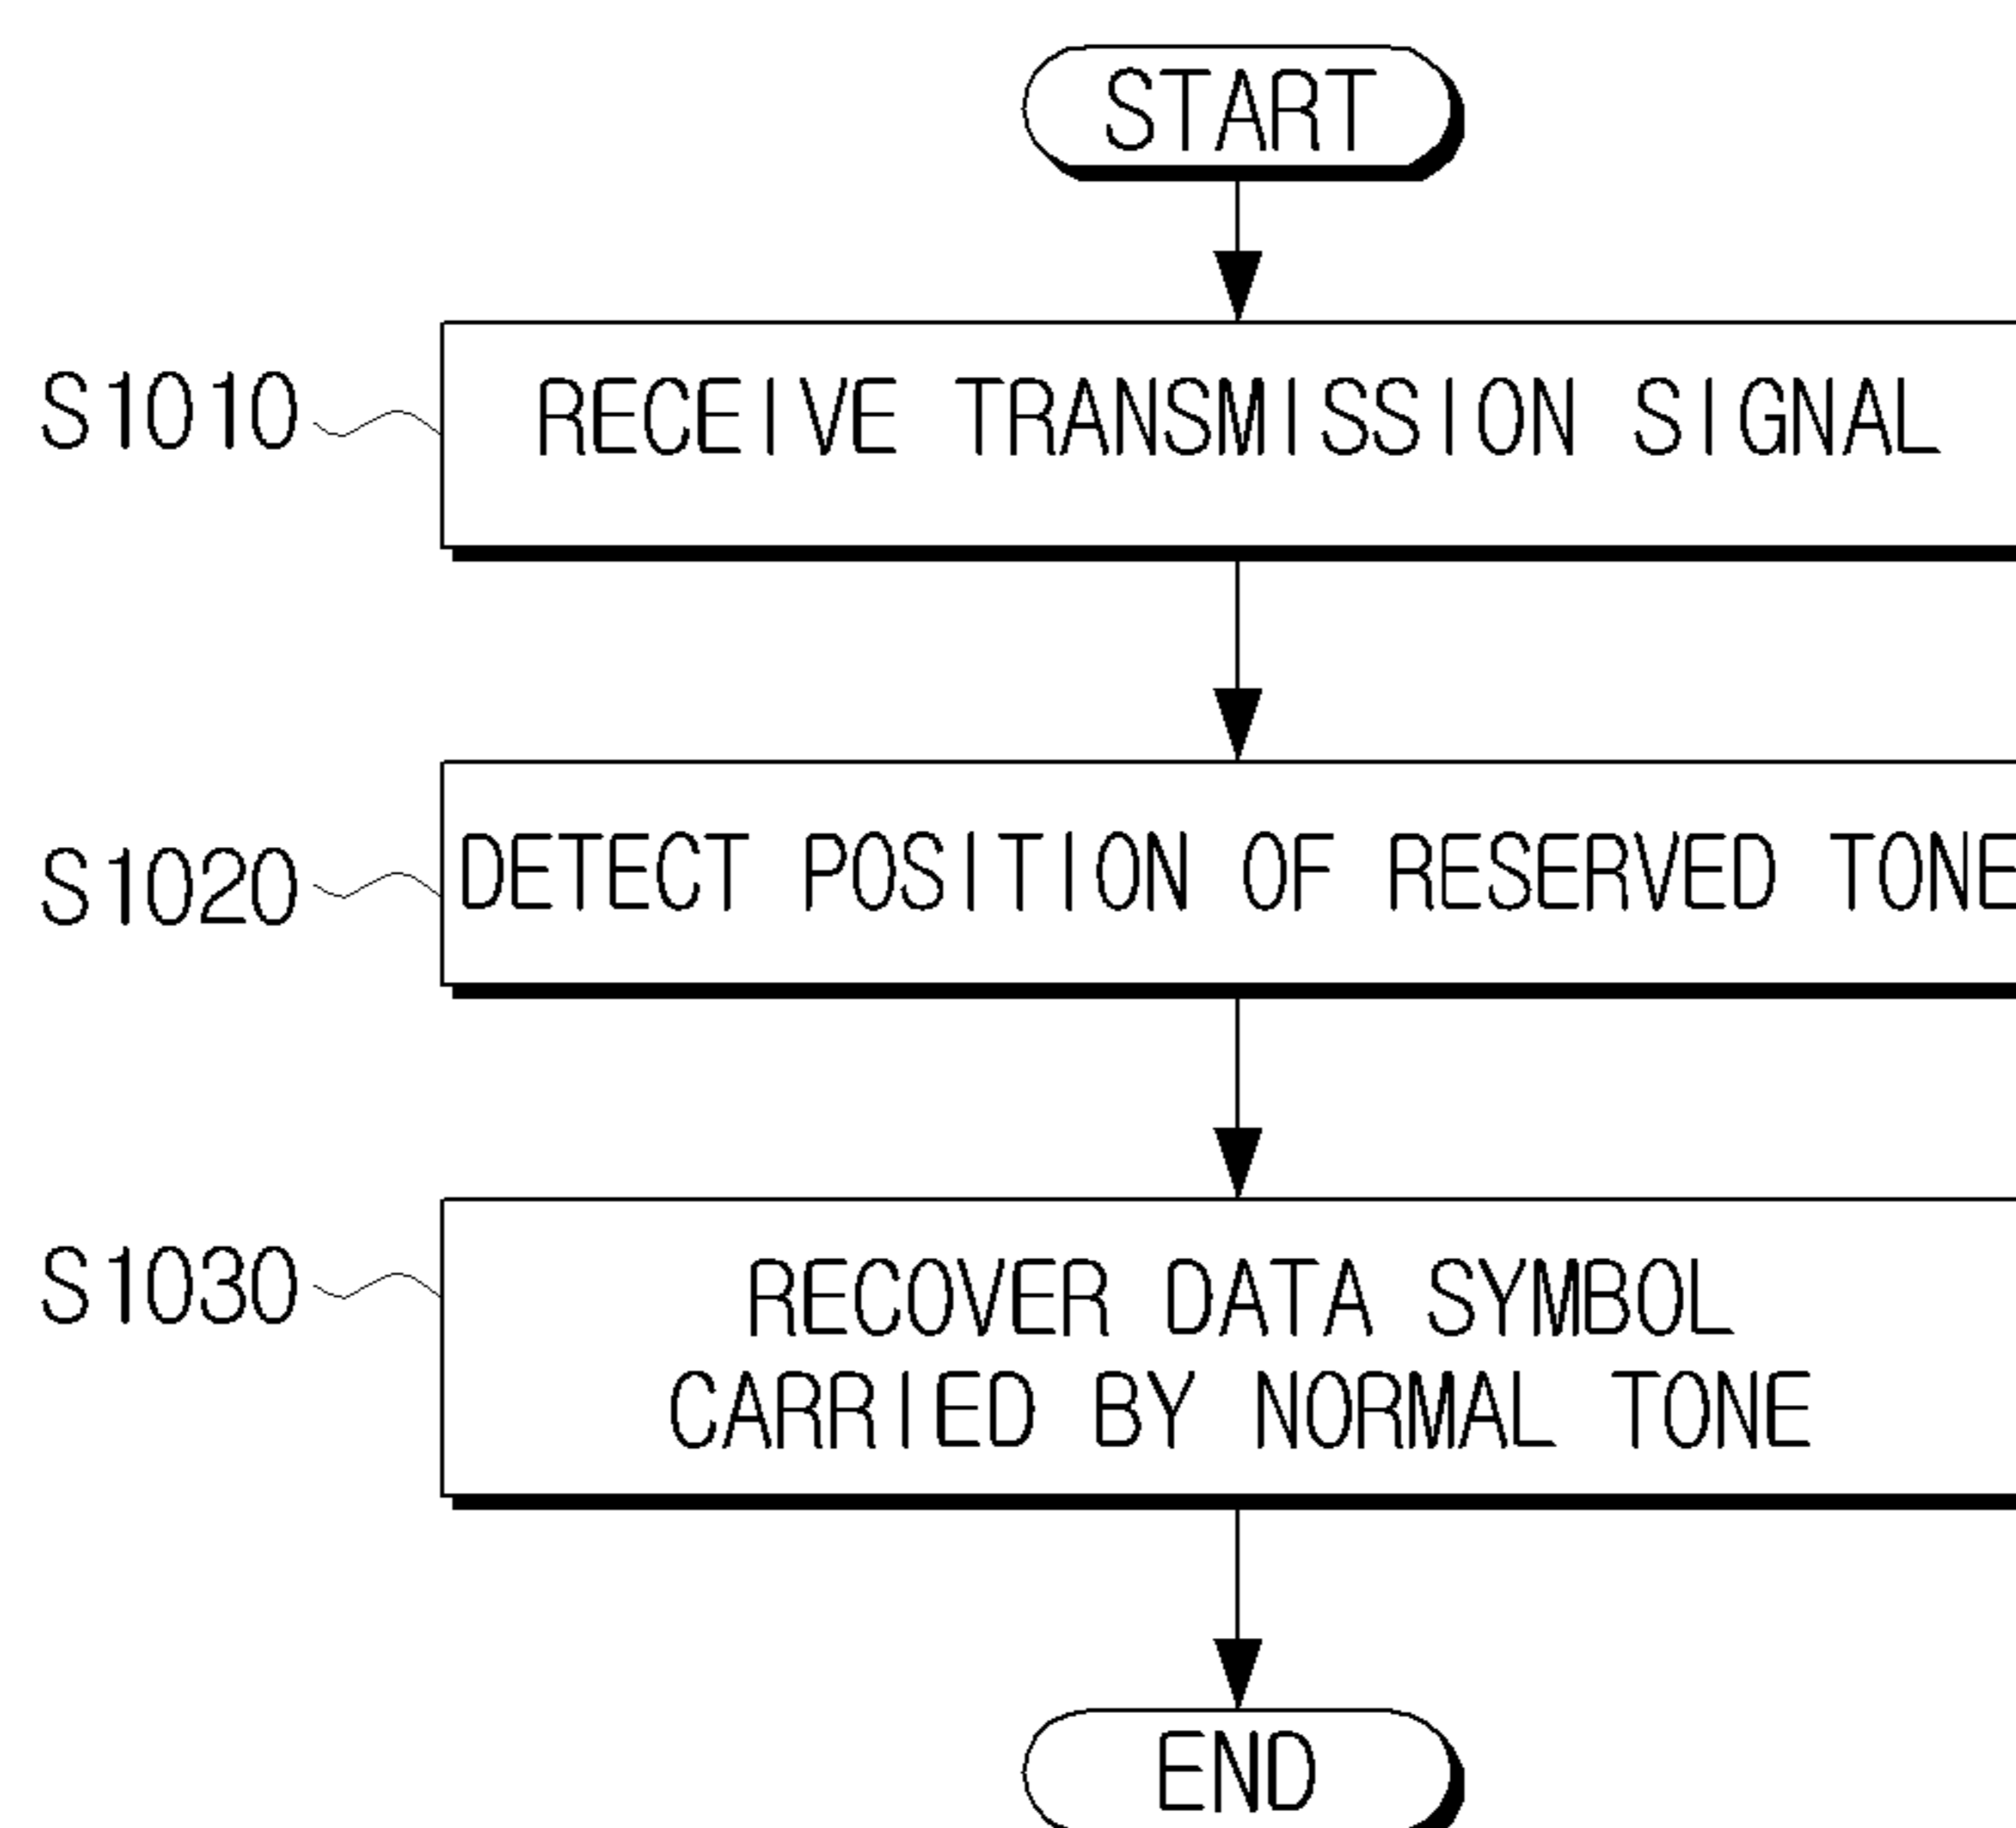 START
S1010
RECEIVE TRANSMISSION SIGNAL
S1020
DETECT POSITION OF RESERVED TONE
S1030
RECOVER DATA SYMBOL
CARRIED BY NORMAL TONE
END